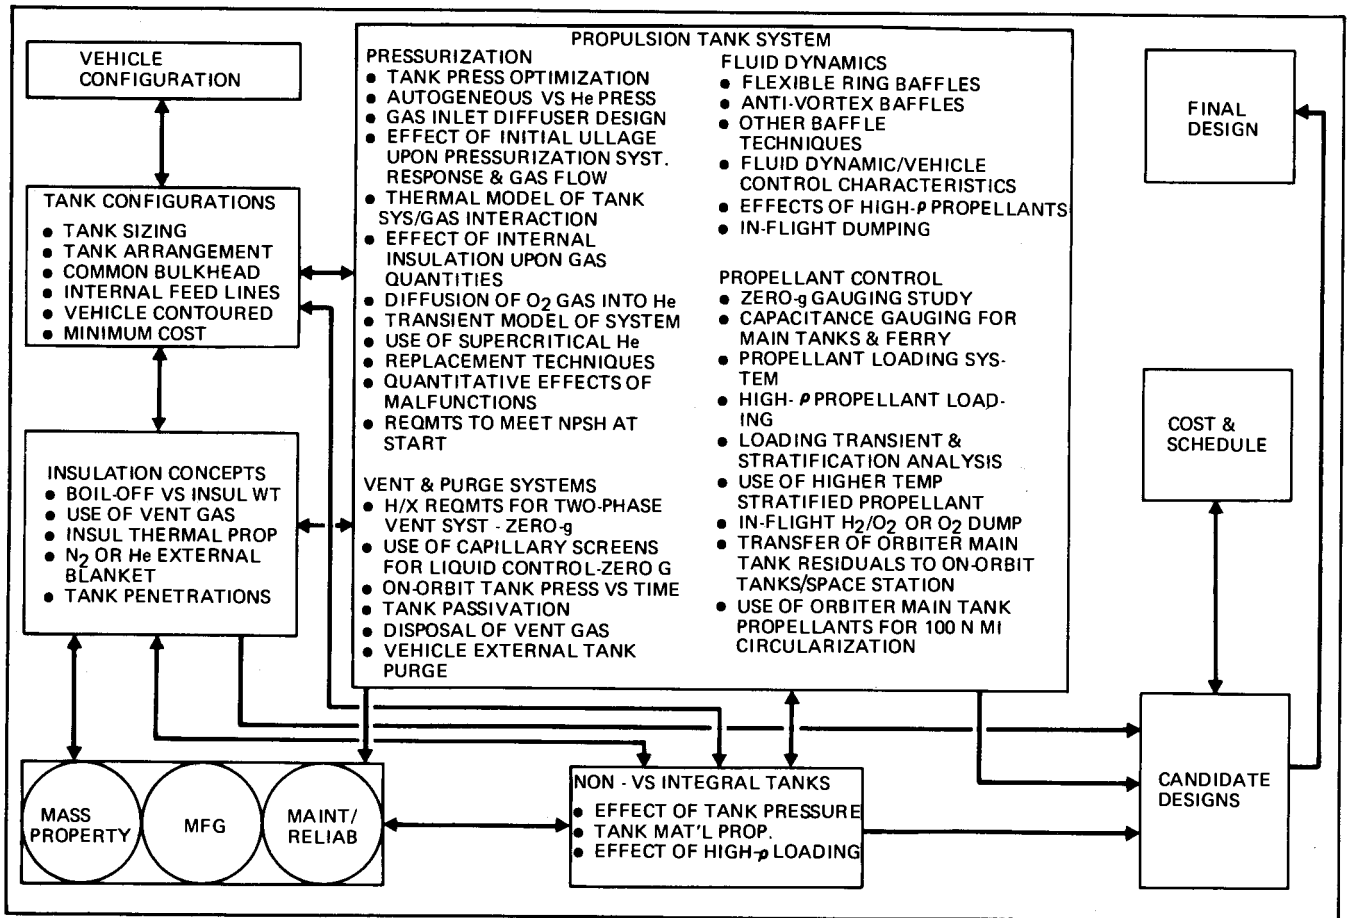 VEHICLE
CONFIGURATION
TANK CONFIGURATIONS
● TANK SIZING
● TANK ARRANGEMENT
● COMMON BULKHEAD
● INTERNAL FEED LINES
● VEHICLE CONTOURED
● MINIMUM COST
INSULATION CONCEPTS
● BOIL-OFF VS INSUL WT
● USE OF VENT GAS
● INSUL THERMAL PROP
● N2 OR He EXTERNAL
BLANKET
● TANK PENETRATIONS
PROPULSION TANK SYSTEM
PRESSURIZATION
● TANK PRESS OPTIMIZATION
● AUTOGENEOUS VS He PRESS
● GAS INLET DIFFUSER DESIGN
● EFFECT OF INITIAL ULLAGE
UPON PRESSURIZATION SYST.
RESPONSE & GAS FLOW
● THERMAL MODEL OF TANK
SYS/GAS INTERACTION
● EFFECT OF INTERNAL
INSULATION UPON GAS
QUANTITIES
● DIFFUSION OF O2 GAS INTO He
● TRANSIENT MODEL OF SYSTEM
● USE OF SUPERCRITICAL He
● REPLACEMENT TECHNIQUES
● QUANTITATIVE EFFECTS OF
MALFUNCTIONS
● REQMTS TO MEET NPSH AT
START
VENT & PURGE SYSTEMS
● H/X REQMTS FOR TWO-PHASE
VENT SYST - ZERO-g
● USE OF CAPILLARY SCREENS
FOR LIQUID CONTROL-ZERO G
● ON-ORBIT TANK PRESS VS TIME
● TANK PASSIVATION
● DISPOSAL OF VENT GAS
● VEHICLE EXTERNAL TANK
PURGE
FLUID DYNAMICS
● FLEXIBLE RING BAFFLES
● ANTI-VORTEX BAFFLES
● OTHER BAFFLE
TECHNIQUES
● FLUID DYNAMIC/VEHICLE
CONTROL CHARACTERISTICS
● EFFECTS OF HIGH-ρ PROPELLANTS
● IN-FLIGHT DUMPING
PROPELLANT CONTROL
● ZERO-g GAUGING STUDY
● CAPACITANCE GAUGING FOR
MAIN TANKS & FERRY
● PROPELLANT LOADING SYS-
TEM
● HIGH- ρ PROPELLANT LOAD-
ING
● LOADING TRANSIENT &
STRATIFICATION ANALYSIS
● USE OF HIGHER TEMP
STRATIFIED PROPELLANT
● IN-FLIGHT H2/O2 OR O2 DUMP
● TRANSFER OF ORBITER MAIN
TANK RESIDUALS TO ON-ORBIT
TANKS/SPACE STATION
● USE OF ORBITER MAIN TANK
PROPELLANTS FOR 100 N MI
CIRCULARIZATION
FINAL
DESIGN
COST &
SCHEDULE
CANDIDATE
DESIGNS
MASS
PROPERTY
MFG
MAINT/
RELIAB
NON - VS INTEGRAL TANKS
● EFFECT OF TANK PRESSURE
● TANK MAT'L PROP.
● EFFECT OF HIGH-ρ LOADING